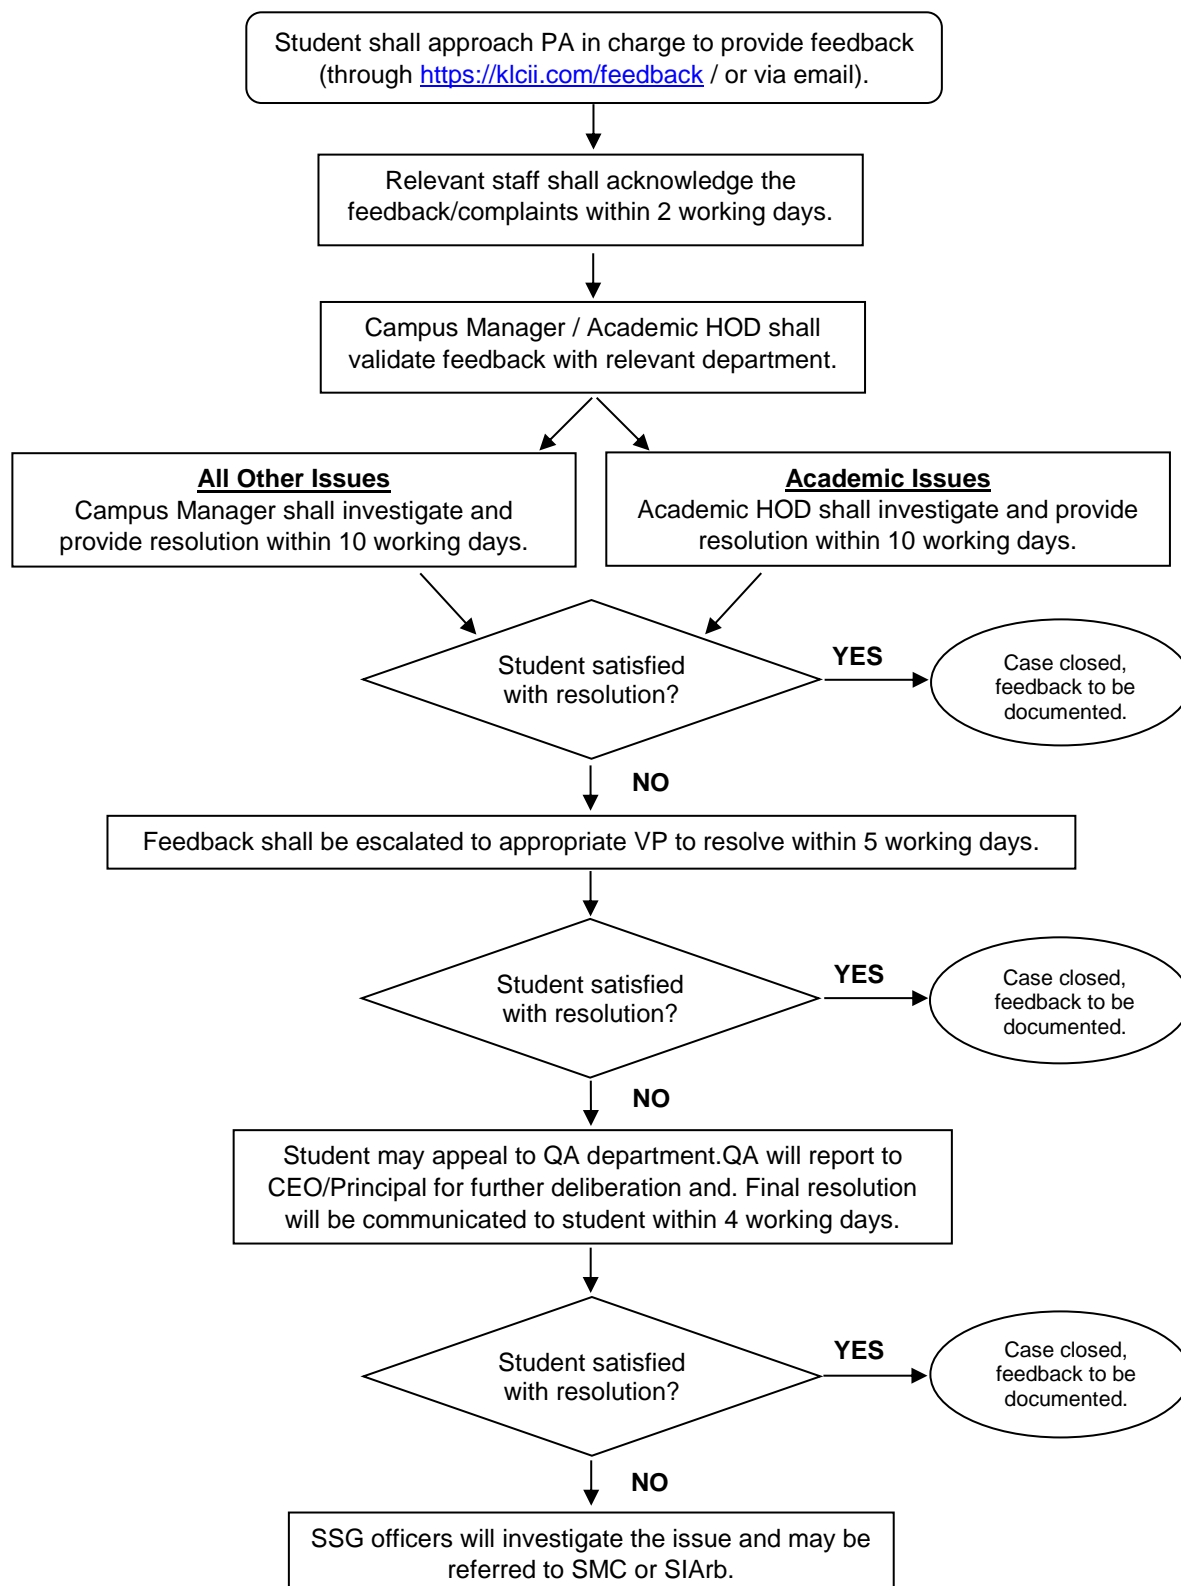 Student shall approach PA in charge to provide feedback
(through https://klcii.com/feedback / or via email).
Relevant staff shall acknowledge the
feedback/complaints within 2 working days.
Campus Manager / Academic HOD shall
validate feedback with relevant department.
All Other Issues
Campus Manager shall investigate and
provide resolution within 10 working days.
Academic Issues
Academic HOD shall investigate and provide
resolution within 10 working days.
Student satisfied
with resolution?
YES
Case closed,
feedback to be
documented.
NO
Feedback shall be escalated to appropriate VP to resolve within 5 working days.
Student satisfied
with resolution?
YES
Case closed,
feedback to be
documented.
NO
Student may appeal to QA department.QA will report to
CEO/Principal for further deliberation and. Final resolution
will be communicated to student within 4 working days.
Student satisfied
with resolution?
YES
Case closed,
feedback to be
documented.
NO
SSG officers will investigate the issue and may be
referred to SMC or SIArb.